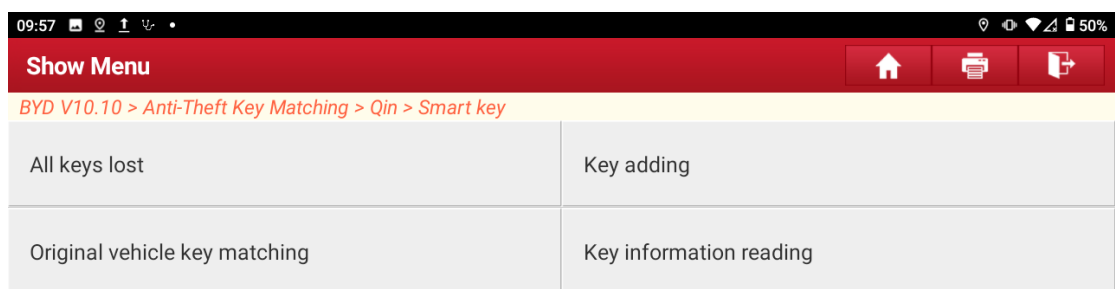 09:57 50%
Show Menu
BYD V10.10 > Anti-Theft Key Matching > Qin > Smart key
All keys lost
Key adding
Original vehicle key matching
Key information reading